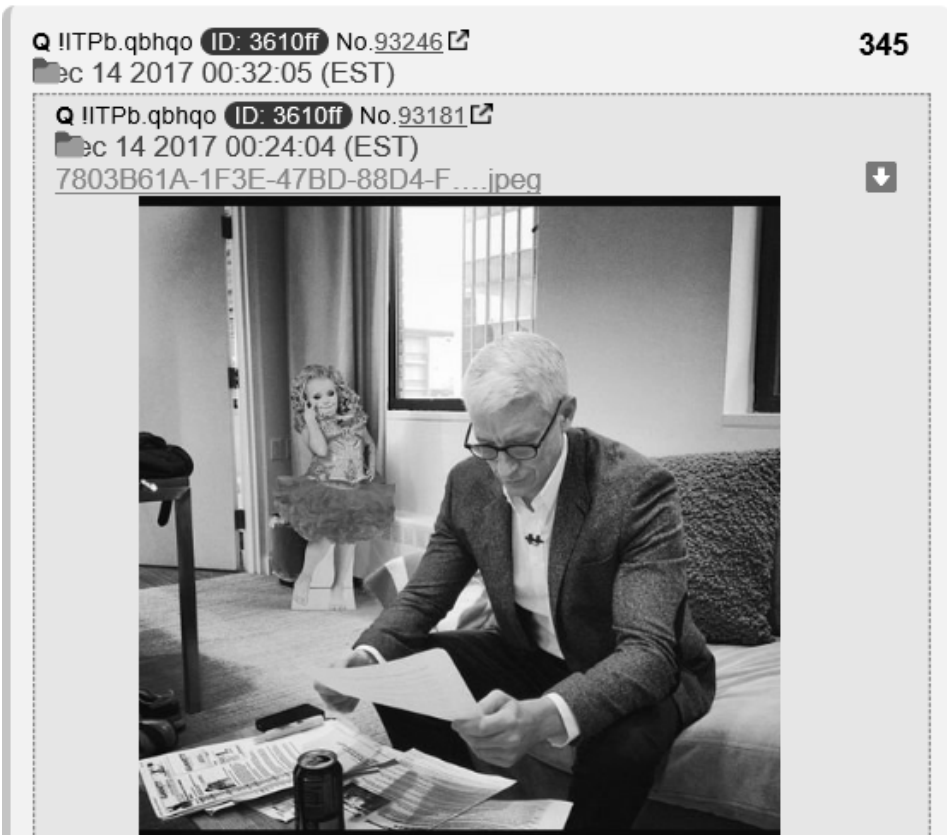 Q !ITPb.qbhqo ID: 3610ff No.93246
345
ec 14 2017 00:32:05 (EST)
Q !ITPb.qbhqo ID: 3610ff No.93181
ec 14 2017 00:24:04 (EST)
7803B61A-1F3E-47BD-88D4-F....jpeg